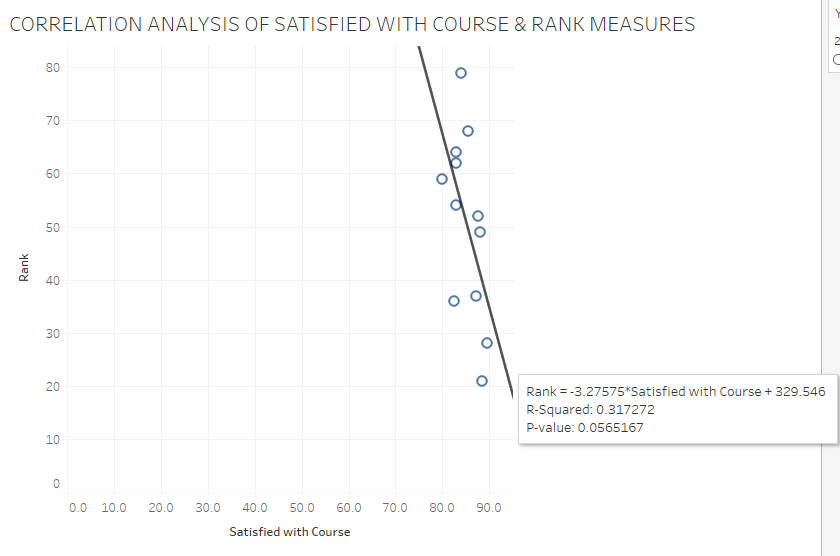 CORRELATION ANALYSIS OF SATISFIED WITH COURSE & RANK MEASURES
80
70
60
50
40
30
20
10
0
Rank
0.0 10.0 20.0 30.0 40.0 50.0 60.0 70.0 80.0 90.0
Satisfied with Course
Rank = -3.27575*Satisfied with Course + 329.546
R-Squared: 0.317272
P-value: 0.0565167